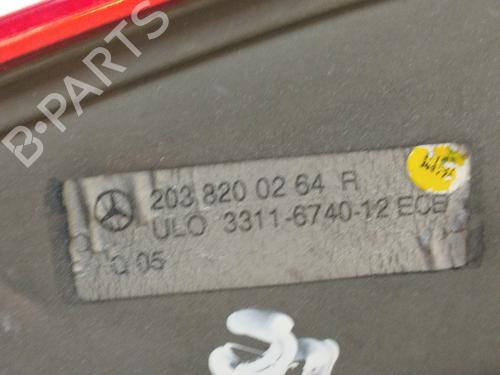 B-PARTS
203 820 02 64 R
ULO 3311-6740-12 ECE
Q 05